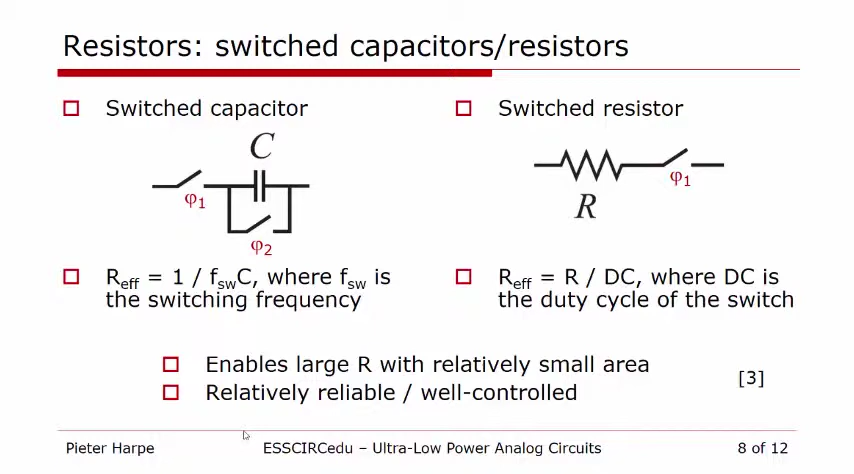 Resistors: switched capacitors/resistors
Switched capacitor
C
φ1
φ2
Reff = 1 / fswC, where fsw is
the switching frequency
Switched resistor
φ1
R
Reff = R / DC, where DC is
the duty cycle of the switch
Enables large R with relatively small area
Relatively reliable / well-controlled
[3]
Pieter Harpe
ESSCIRCedu – Ultra-Low Power Analog Circuits
8 of 12